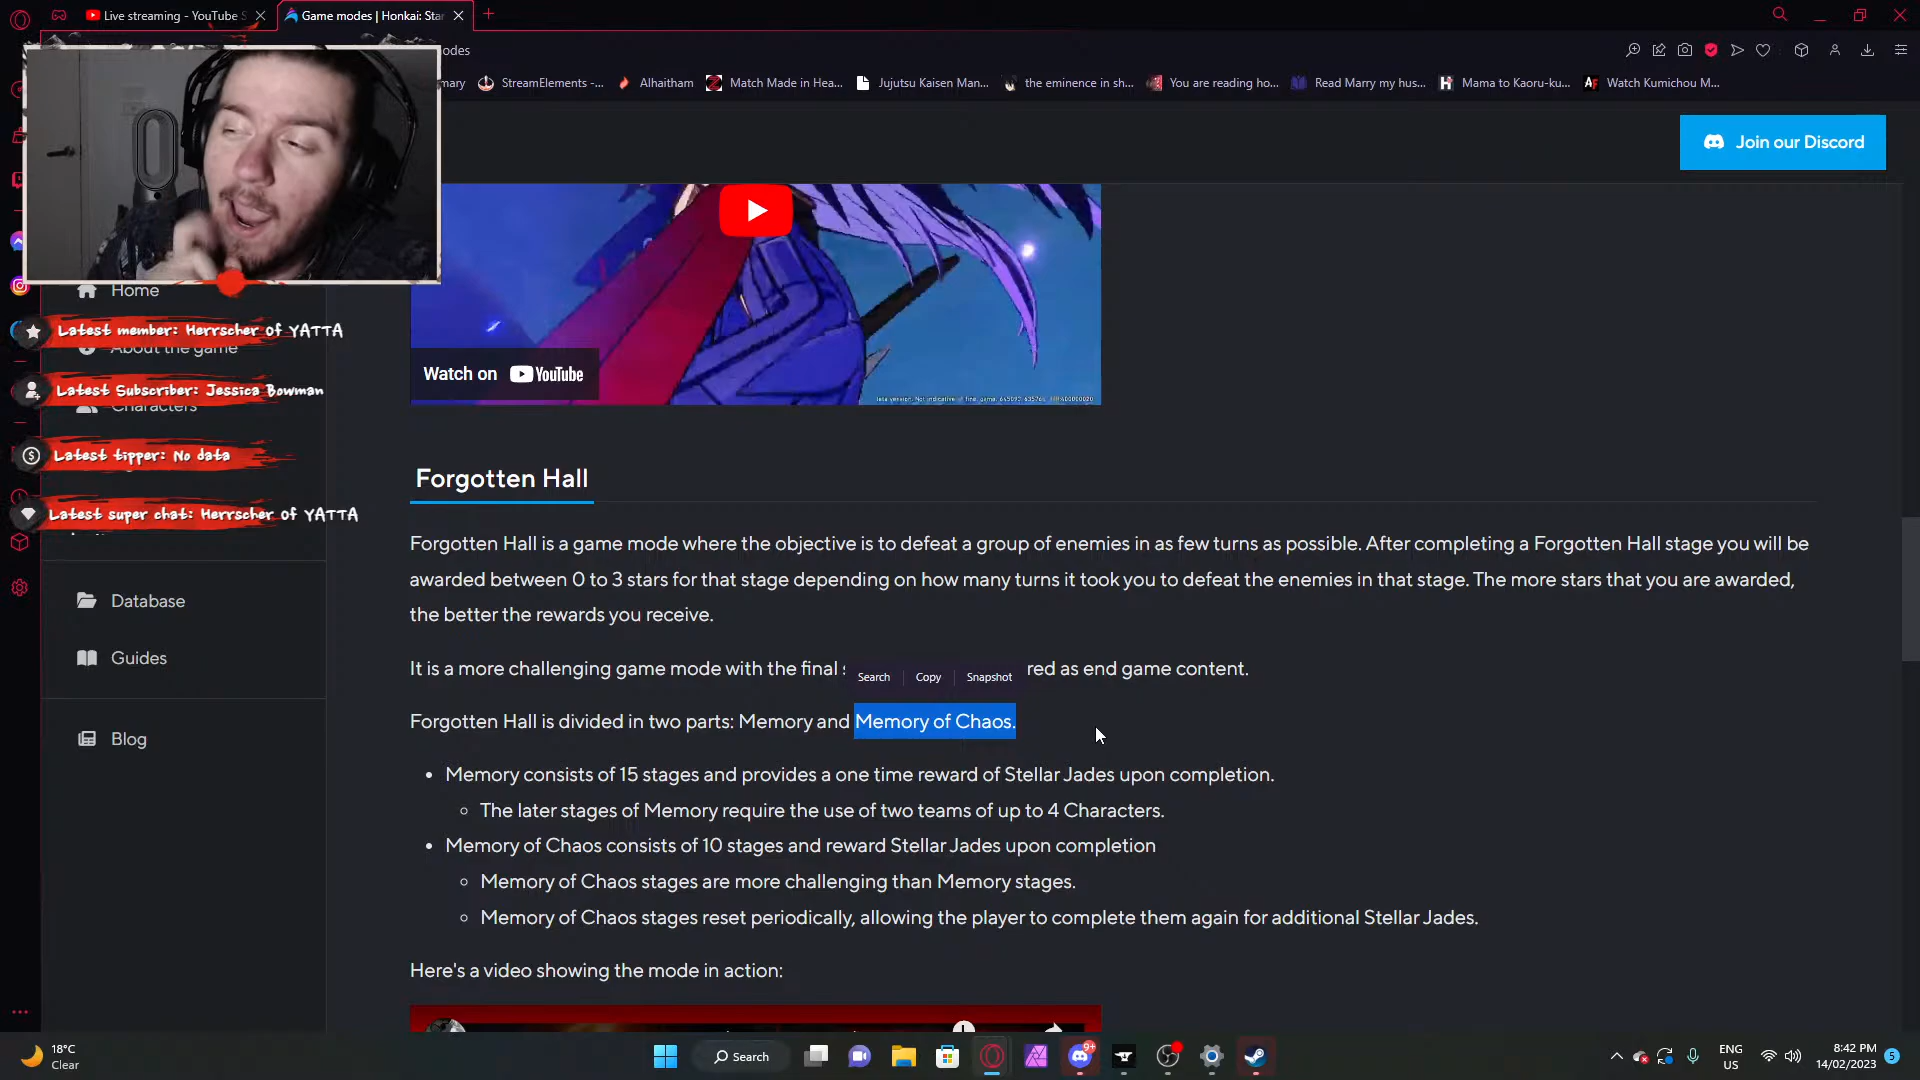 Live streaming - YouTube S
Game modes | Honkai: Star
odes
mary
StreamElements -...
Alhaitham
Match Made in Hea...
Jujutsu Kaisen Man...
the eminence in sh...
You are reading ho...
Read Marry my hus...
Mama to Kaoru-ku...
Watch Kumichou M...
Join our Discord
Watch on YouTube
Home
Latest member: Herrscher of YATTA
About the game
Latest Subscriber: Jessica Bowman
Characters
Latest tipper: No data
Latest super chat: Herrscher of YATTA
Database
Guides
Blog
Forgotten Hall
Forgotten Hall is a game mode where the objective is to defeat a group of enemies in as few turns as possible. After completing a Forgotten Hall stage you will be
awarded between 0 to 3 stars for that stage depending on how many turns it took you to defeat the enemies in that stage. The more stars that you are awarded,
the better the rewards you receive.
It is a more challenging game mode with the final s
red as end game content.
Search Copy Snapshot
Forgotten Hall is divided in two parts: Memory and Memory of Chaos.
• Memory consists of 15 stages and provides a one time reward of Stellar Jades upon completion.
○ The later stages of Memory require the use of two teams of up to 4 Characters.
• Memory of Chaos consists of 10 stages and reward Stellar Jades upon completion
○ Memory of Chaos stages are more challenging than Memory stages.
○ Memory of Chaos stages reset periodically, allowing the player to complete them again for additional Stellar Jades.
Here's a video showing the mode in action:
18°C
Clear
Search
9+
ENG
US
8:42 PM
14/02/2023
5